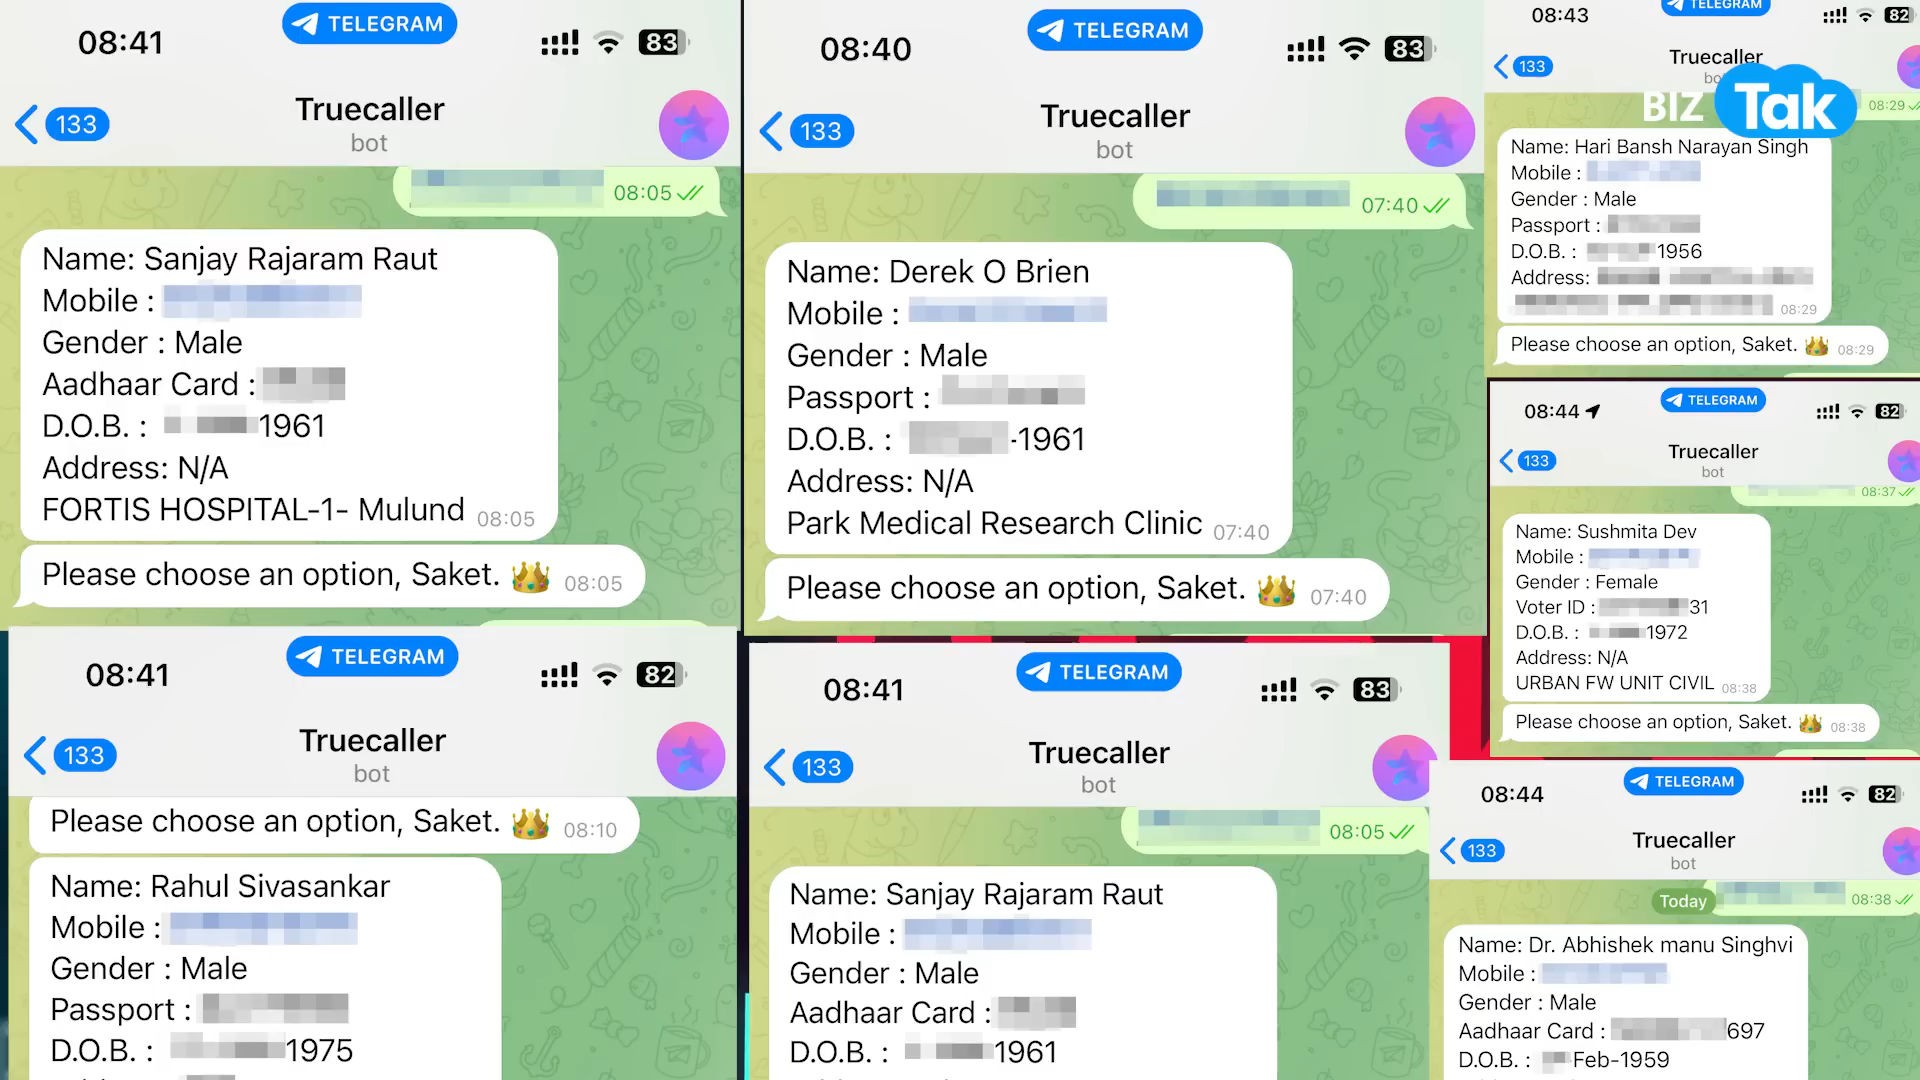 08:41
TELEGRAM
83
133
Truecaller
bot
08:05
Name: Sanjay Rajaram Raut
Mobile :
Gender : Male
Aadhaar Card :
D.O.B. : 1961
Address: N/A
FORTIS HOSPITAL-1- Mulund 08:05
Please choose an option, Saket. 👑 08:05
08:40
TELEGRAM
83
133
Truecaller
bot
07:40
Name: Derek O Brien
Mobile :
Gender : Male
Passport :
D.O.B. : -1961
Address: N/A
Park Medical Research Clinic 07:40
Please choose an option, Saket. 👑 07:40
08:43
TELEGRAM
82
133
Truecaller
BIZ Tak
08:29
Name: Hari Bansh Narayan Singh
Mobile :
Gender : Male
Passport :
D.O.B. : 1956
Address:
08:29
Please choose an option, Saket. 👑 08:29
08:44
TELEGRAM
82
133
Truecaller
bot
08:37
Name: Sushmita Dev
Mobile :
Gender : Female
Voter ID : 31
D.O.B. : 1972
Address: N/A
URBAN FW UNIT CIVIL 08:38
Please choose an option, Saket. 👑 08:38
08:41
TELEGRAM
82
133
Truecaller
bot
Please choose an option, Saket. 👑 08:10
Name: Rahul Sivasankar
Mobile :
Gender : Male
Passport :
D.O.B. : 1975
08:41
TELEGRAM
83
133
Truecaller
bot
08:05
Name: Sanjay Rajaram Raut
Mobile :
Gender : Male
Aadhaar Card :
D.O.B. : 1961
08:44
TELEGRAM
82
133
Truecaller
bot
Today
08:38
Name: Dr. Abhishek manu Singhvi
Mobile :
Gender : Male
Aadhaar Card : 697
D.O.B. : Feb-1959